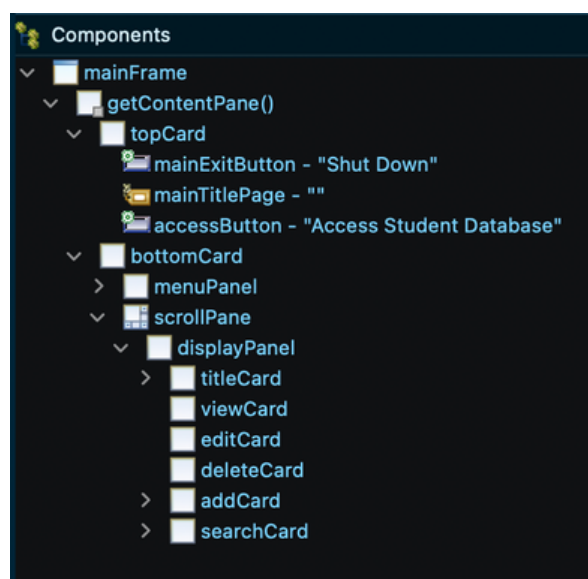 Components
mainFrame
getContentPane()
topCard
mainExitButton - "Shut Down"
mainTitlePage - ""
accessButton - "Access Student Database"
bottomCard
menuPanel
scrollPane
displayPanel
titleCard
viewCard
editCard
deleteCard
addCard
searchCard